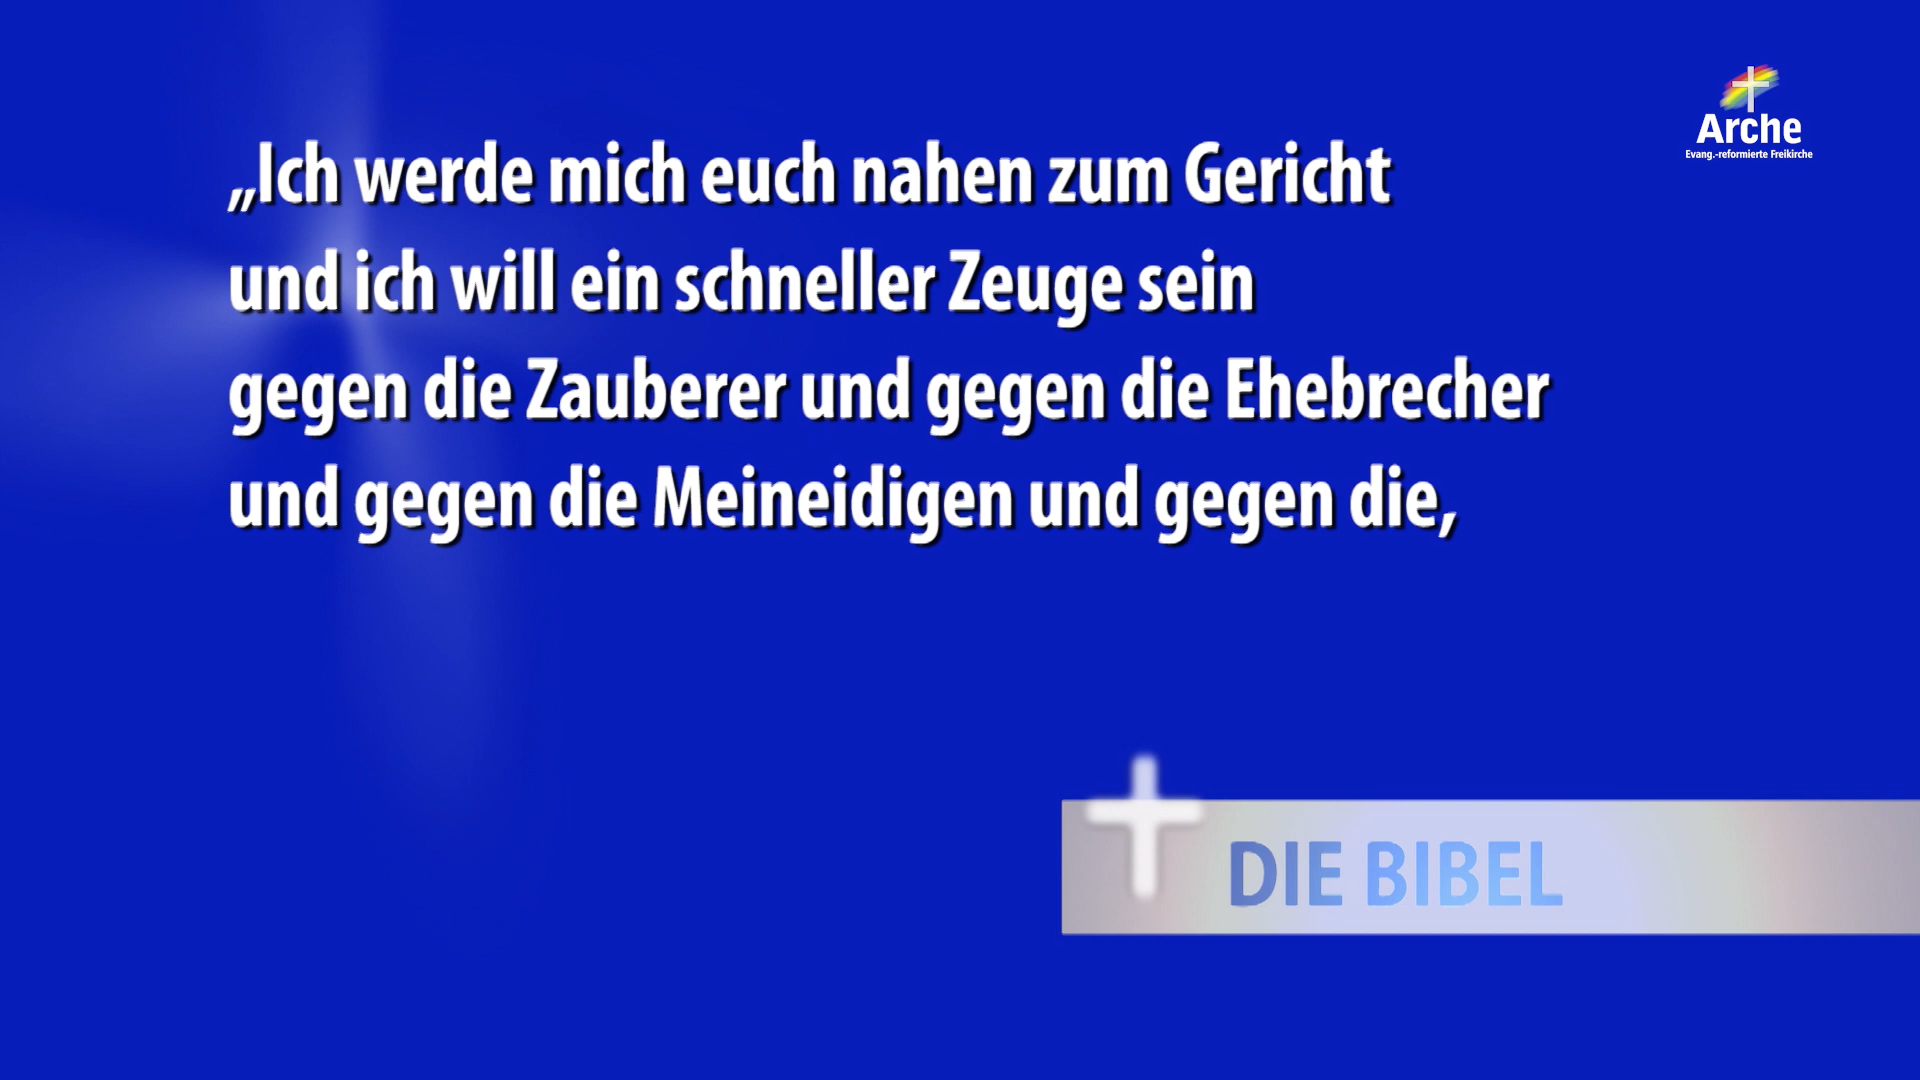 „Ich werde mich euch nahen zum Gericht
und ich will ein schneller Zeuge sein
gegen die Zauberer und gegen die Ehebrecher
und gegen die Meineidigen und gegen die,
Arche
Evang.-reformierte Freikirche
DIE BIBEL